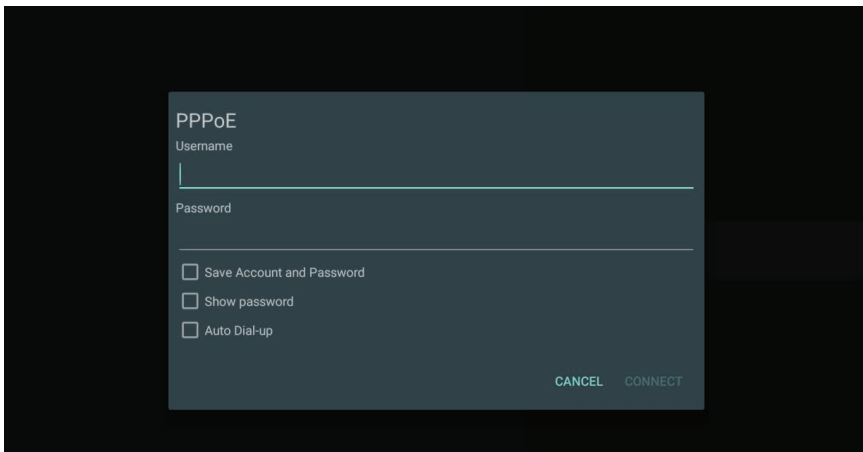 PPPoE
Username
Password
Save Account and Password
Show password
Auto Dial-up
CANCEL CONNECT